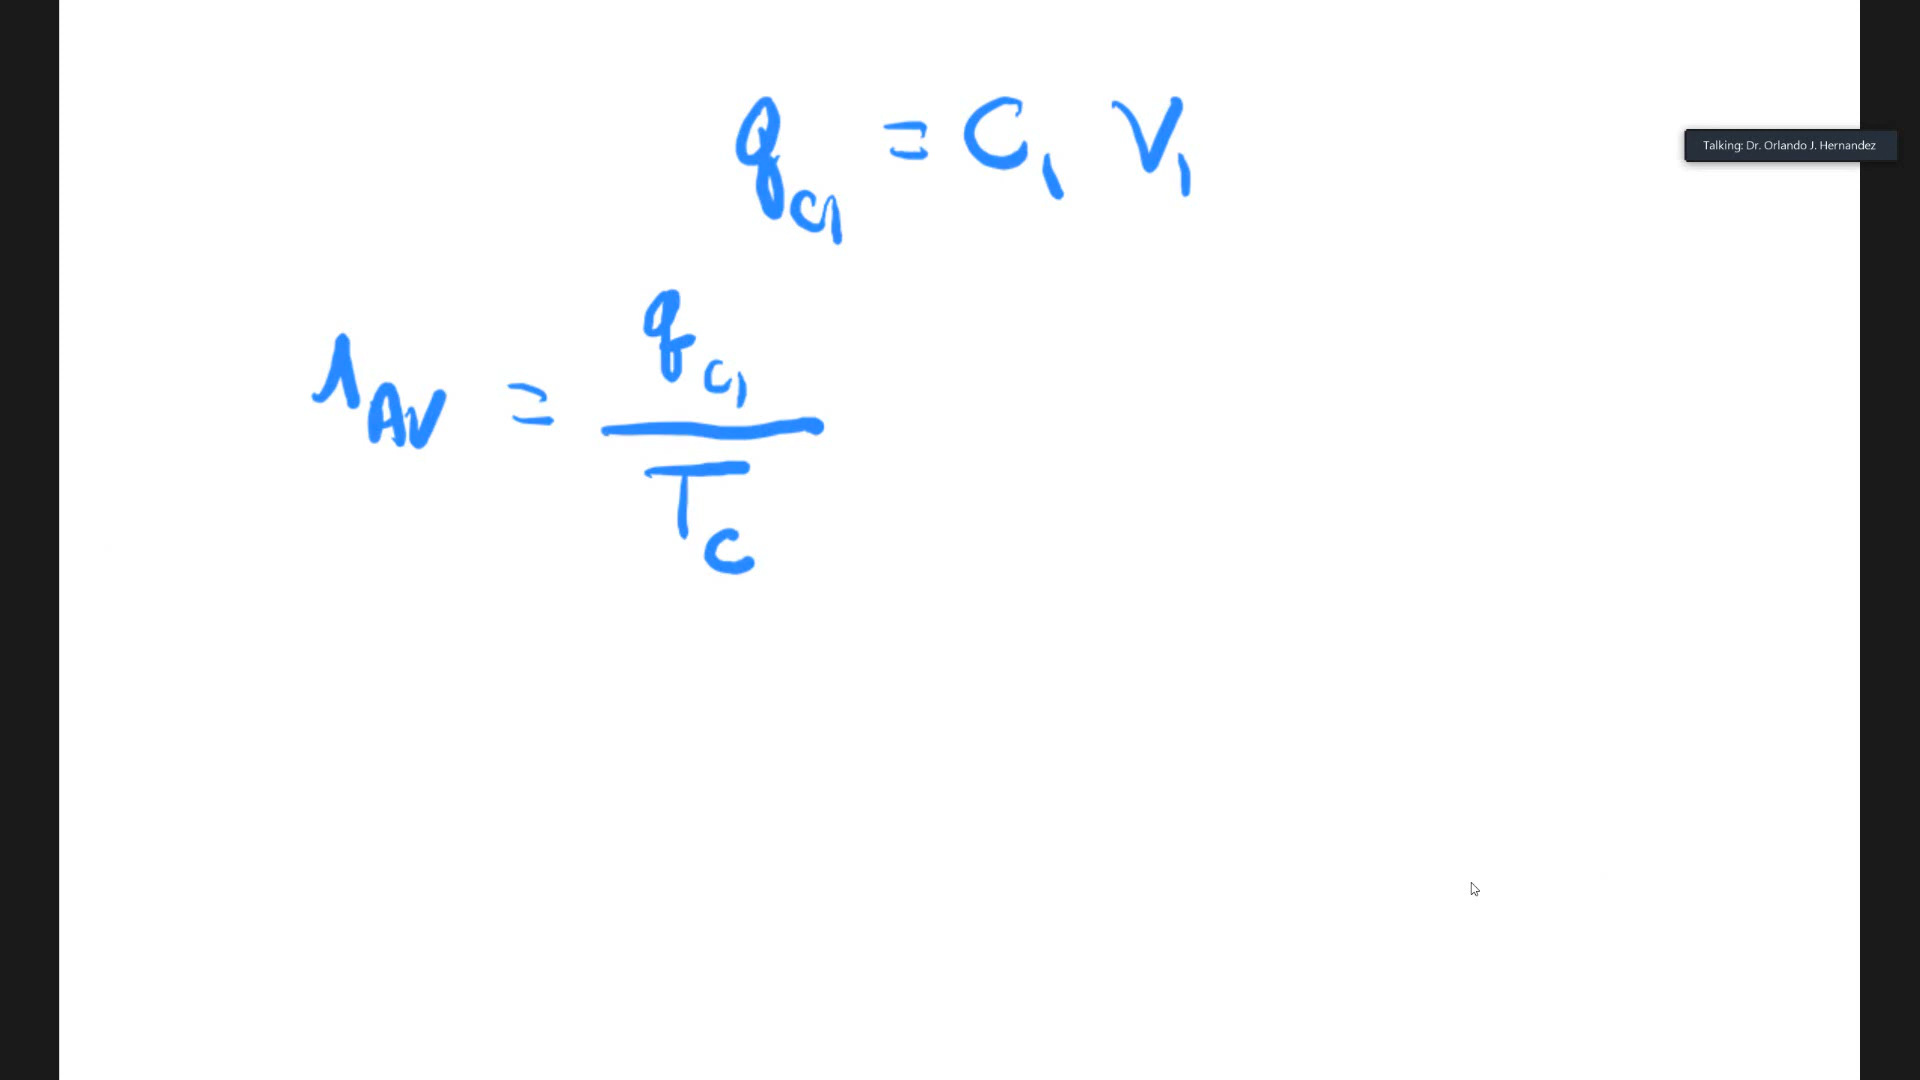 q_C1 = C_1 V_1
Talking: Dr. Orlando J. Hernandez
i_AV = q_C1 / T_C